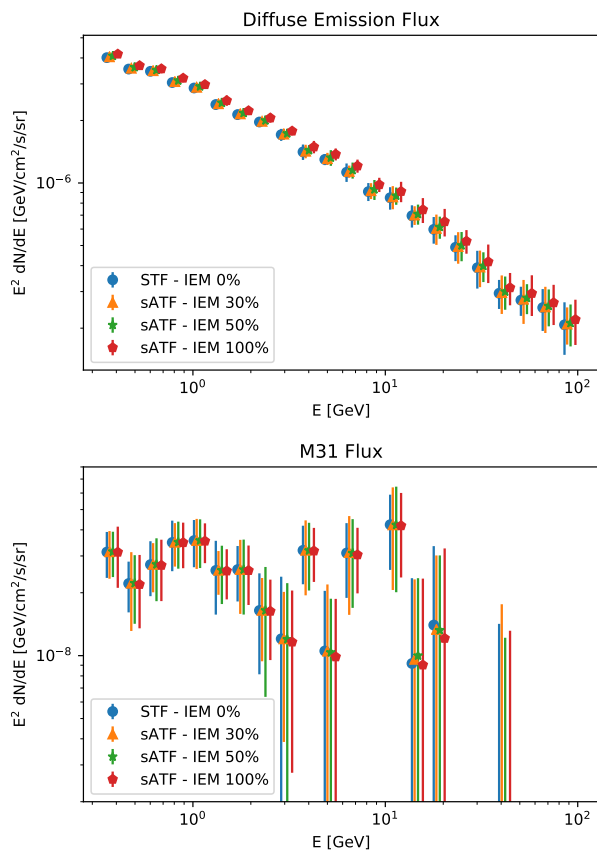 Diffuse Emission Flux
E² dN/dE [GeV/cm²/s/sr]
10⁻⁶
STF - IEM 0%
sATF - IEM 30%
sATF - IEM 50%
sATF - IEM 100%
10⁰ 10¹ 10²
E [GeV]
M31 Flux
E² dN/dE [GeV/cm²/s/sr]
10⁻⁸
STF - IEM 0%
sATF - IEM 30%
sATF - IEM 50%
sATF - IEM 100%
10⁰ 10¹ 10²
E [GeV]